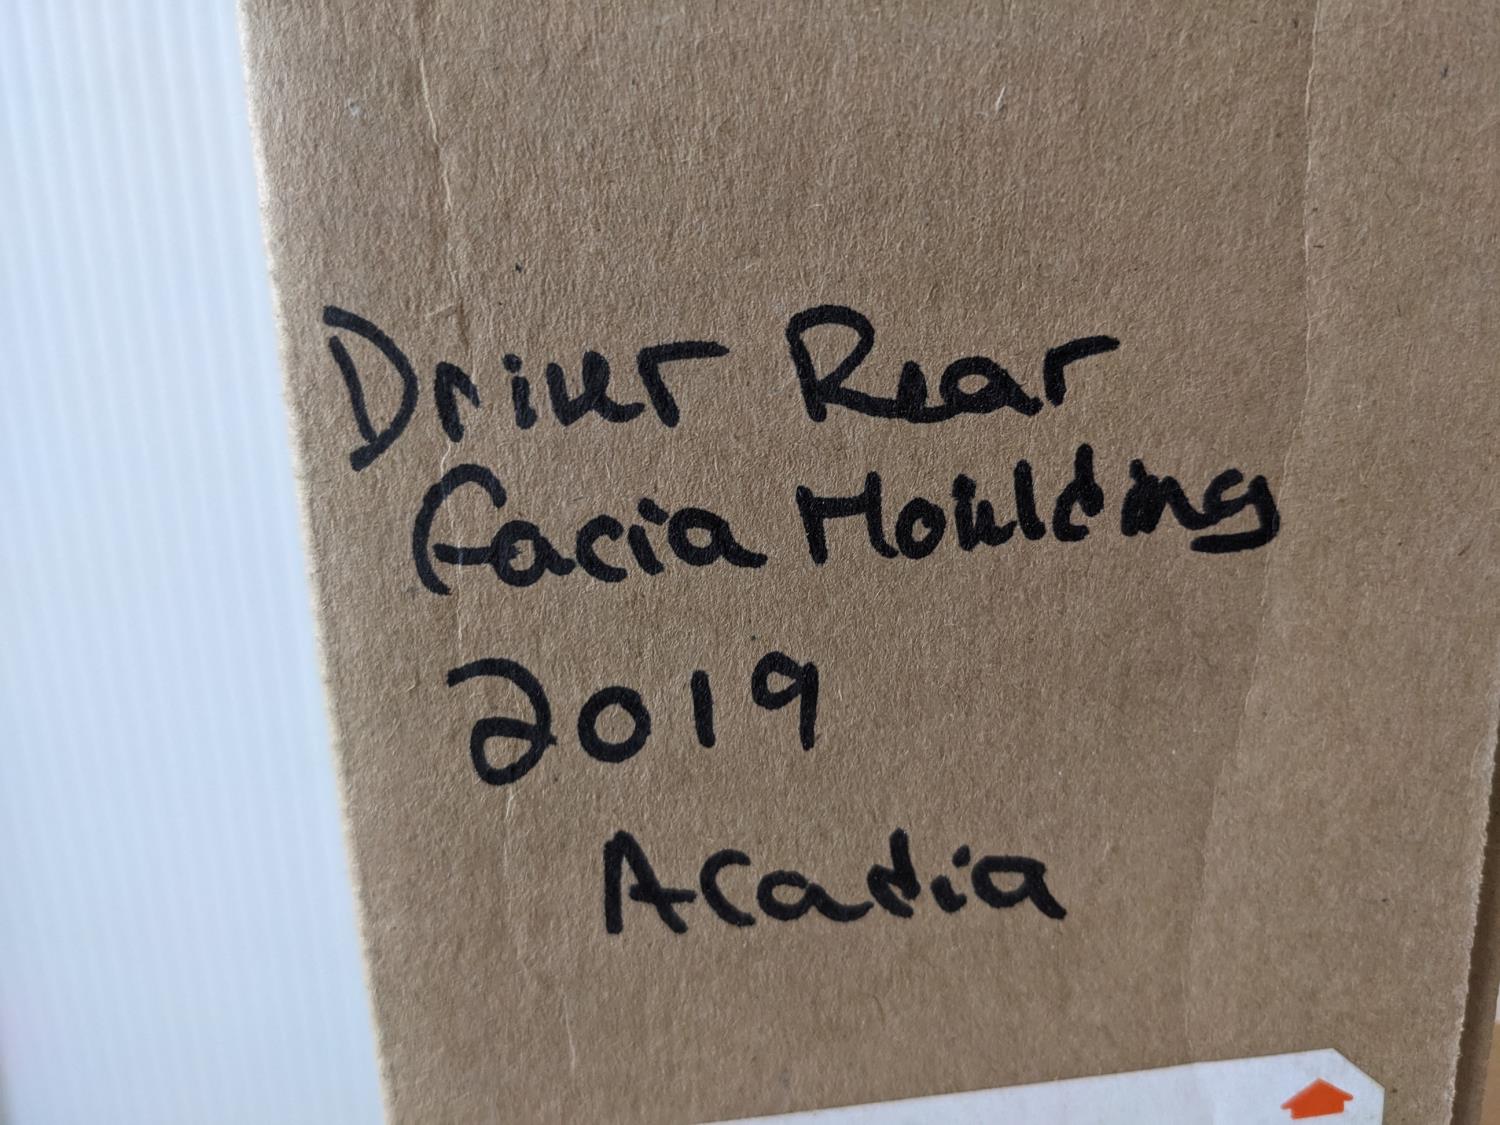 Driver Rear
Facia Moulding
2019
Acadia